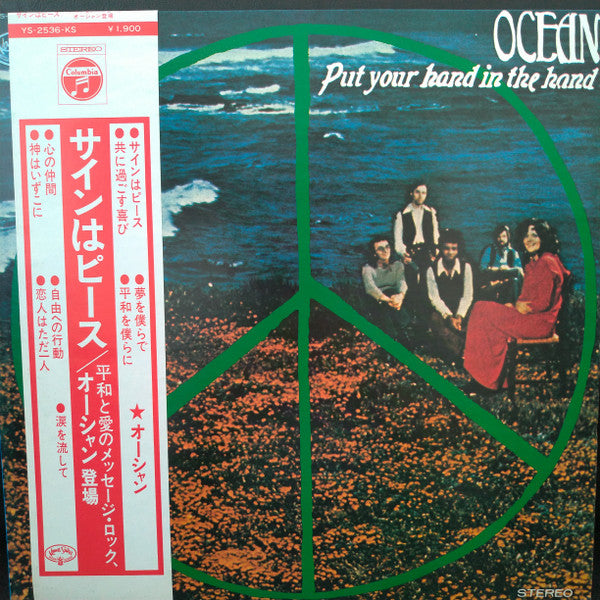 サインはピース オーシャン登場
YS-2536-KS ¥1,900
STEREO
Columbia
サインはピース
共に過ごす喜び
心の仲間
神はいずこに
夢を僕らで
平和を僕らに
自由への行動
恋人はただ一人
涙を流して
★オーシャン
サインはピース/オーシャン登場
平和と愛のメッセージ・ロック、
OCEAN
Put your hand in the hand
STEREO